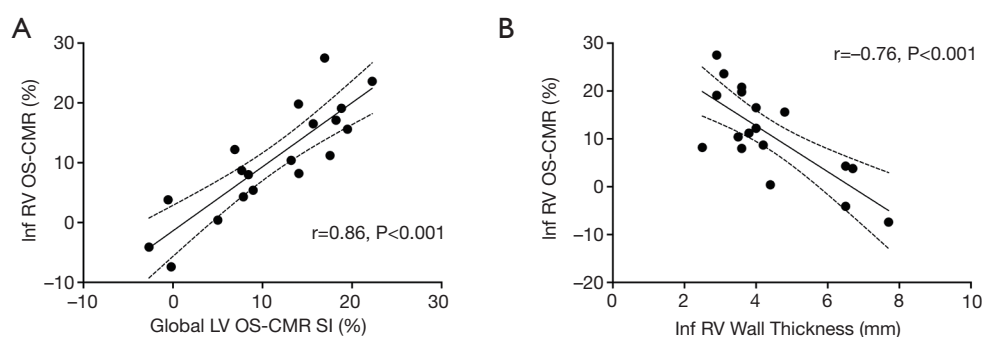 A
Inf RV OS-CMR (%)
30
20
10
0
−10
−10
0
10
20
30
r=0.86, P<0.001
Global LV OS-CMR SI (%)
B
Inf RV OS-CMR (%)
30
20
10
0
−10
−20
0
2
4
6
8
10
r=−0.76, P<0.001
Inf RV Wall Thickness (mm)